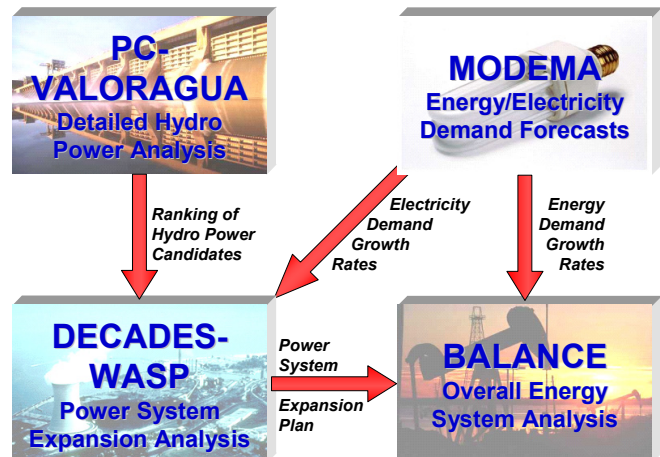 PC-
VALORAGUA
Detailed Hydro
Power Analysis
MODEMA
Energy/Electricity
Demand Forecasts
Ranking of
Hydro Power
Candidates
Electricity
Demand
Growth
Rates
Energy
Demand
Growth
Rates
DECADES-
WASP
Power System
Expansion Analysis
Power
System
Expansion
Plan
BALANCE
Overall Energy
System Analysis